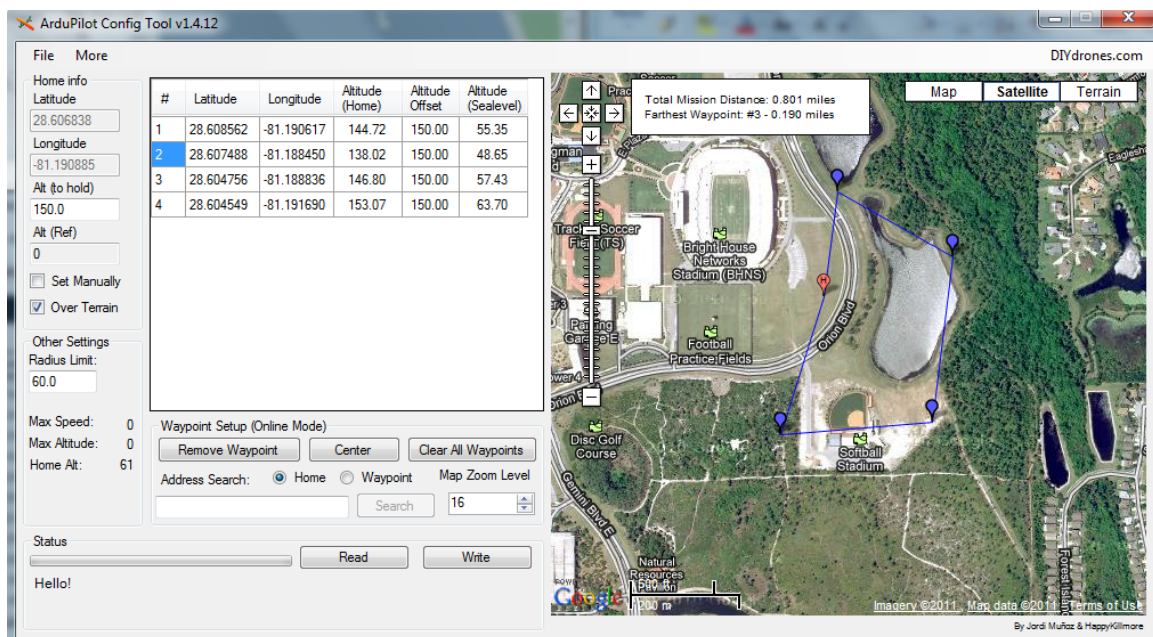 ArduPilot Config Tool v1.4.12
File More DIYdrones.com
Home info
Latitude
28.606838
Longitude
-81.190885
Alt (to hold)
150.0
Alt (Ref)
0
Set Manually
Over Terrain
Other Settings
Radius Limit:
60.0
Max Speed: 0
Max Altitude: 0
Home Alt: 61
# Latitude Longitude Altitude (Home) Altitude Offset Altitude (Sealevel)
1 28.608562 -81.190617 144.72 150.00 55.35
2 28.607488 -81.188450 138.02 150.00 48.65
3 28.604756 -81.188836 146.80 150.00 57.43
4 28.604549 -81.191690 153.07 150.00 63.70
Waypoint Setup (Online Mode)
Remove Waypoint Center Clear All Waypoints
Address Search: Home Waypoint Map Zoom Level
Search 16
Status
Read Write
Hello!
Total Mission Distance: 0.801 miles
Farthest Waypoint: #3 - 0.190 miles
Map Satellite Terrain
Soccer
Field (TS)
Bright House
Networks
Stadium (BHNS)
H
Orion Blvd
Football
Practice Fields
Disc Golf
Course
Softball
Stadium
Gemini Blvd E
Natural
Resources
Pavilion
500 ft
200 m
Google
Imagery ©2011 , Map data ©2011 Terms of Use
By Jordi Muñoz & HappyKillmore